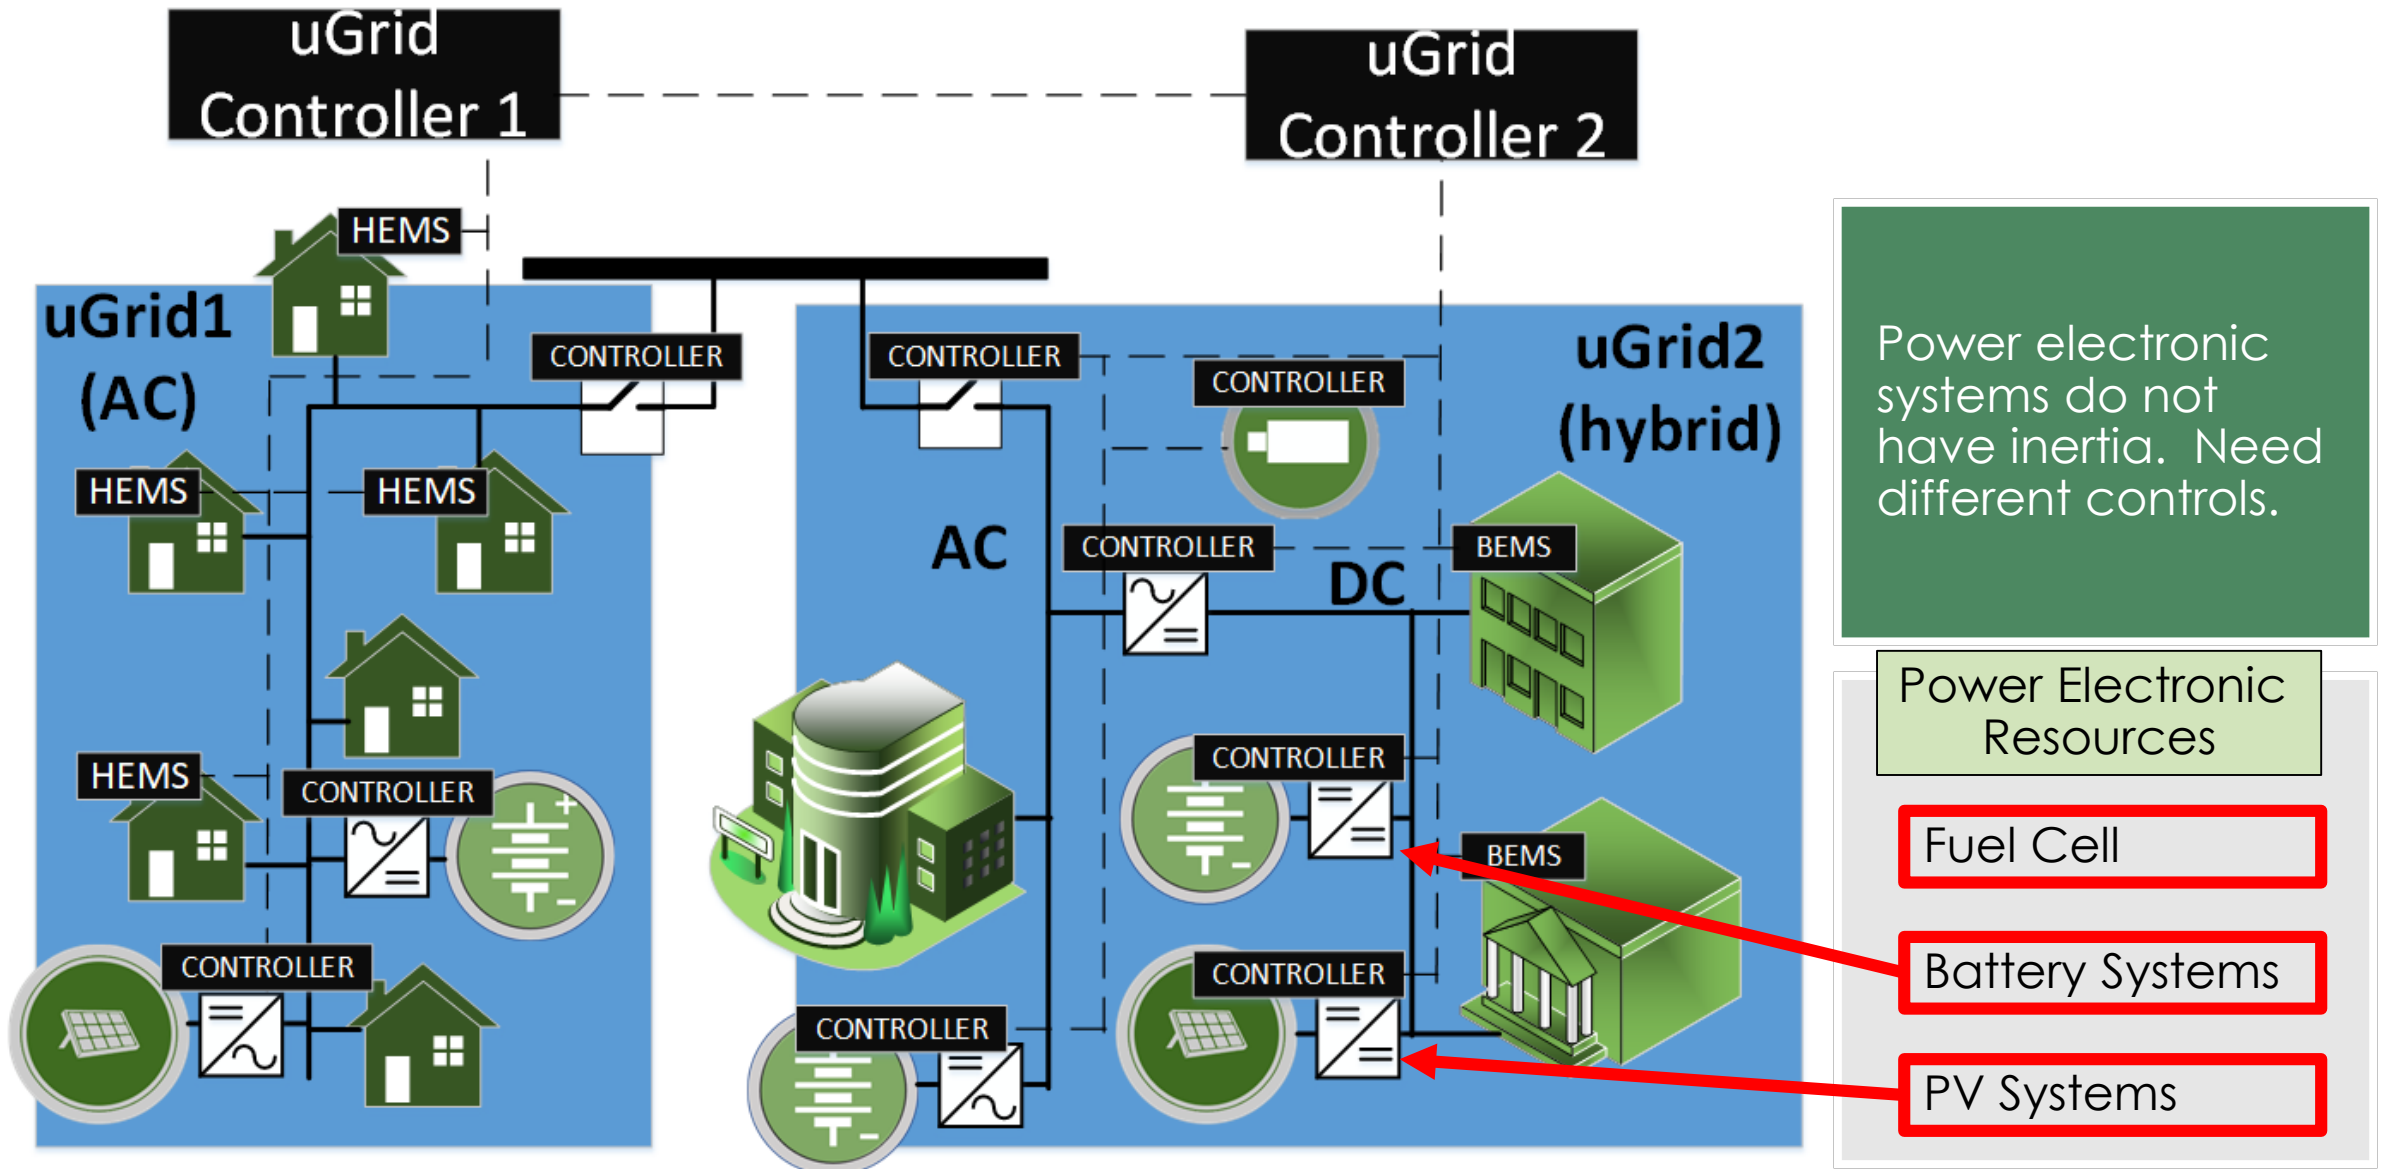 uGrid
Controller 1
uGrid
Controller 2
HEMS
uGrid1
(AC)
CONTROLLER
HEMS
HEMS
HEMS
CONTROLLER
+
-
CONTROLLER
CONTROLLER
CONTROLLER
uGrid2
(hybrid)
AC
CONTROLLER
DC
BEMS
CONTROLLER
-
BEMS
CONTROLLER
CONTROLLER
-
Power electronic
systems do not
have inertia. Need
different controls.
Power Electronic
Resources
Fuel Cell
Battery Systems
PV Systems